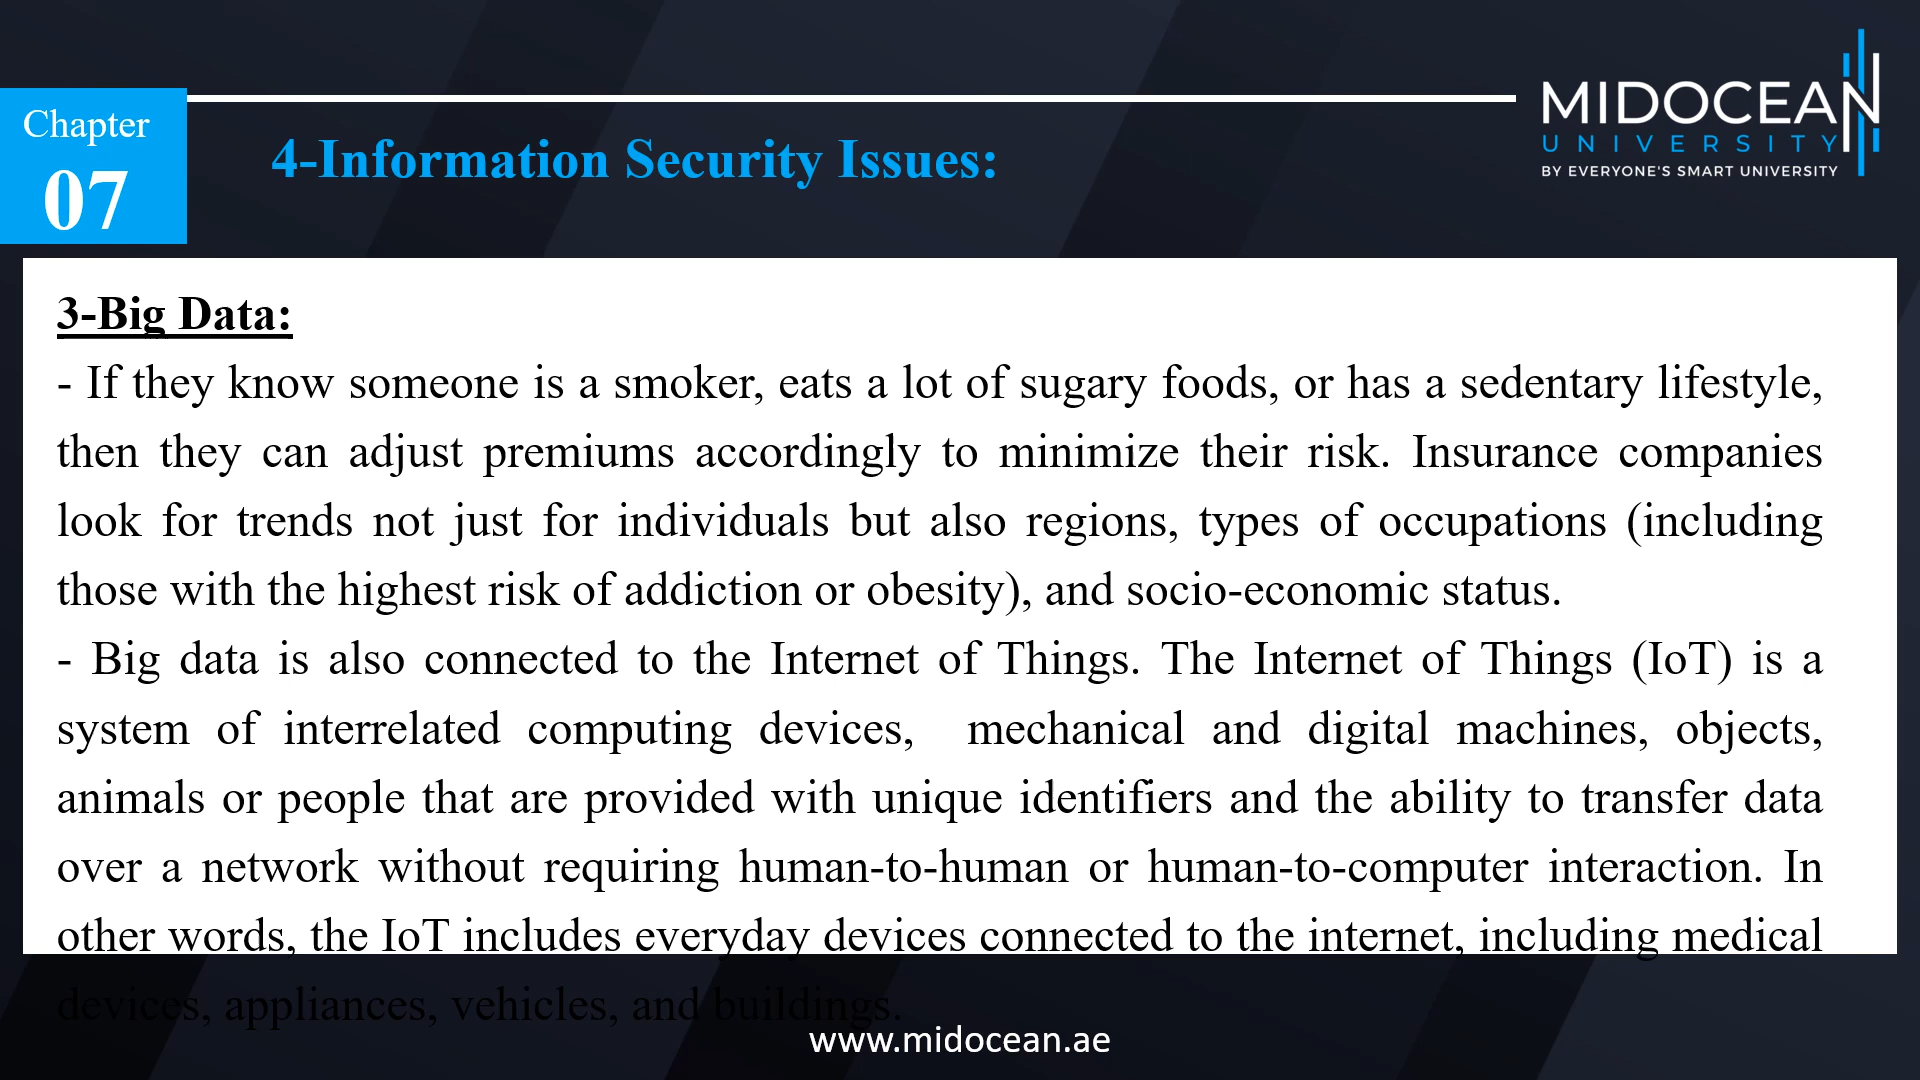 Chapter
07
4-Information Security Issues:
MIDOCEAN
UNIVERSITY
BY EVERYONE'S SMART UNIVERSITY
3-Big Data:
- If they know someone is a smoker, eats a lot of sugary foods, or has a sedentary lifestyle,
then they can adjust premiums accordingly to minimize their risk. Insurance companies
look for trends not just for individuals but also regions, types of occupations (including
those with the highest risk of addiction or obesity), and socio-economic status.
- Big data is also connected to the Internet of Things. The Internet of Things (IoT) is a
system of interrelated computing devices,  mechanical and digital machines, objects,
animals or people that are provided with unique identifiers and the ability to transfer data
over a network without requiring human-to-human or human-to-computer interaction. In
other words, the IoT includes everyday devices connected to the internet, including medical
devices, appliances, vehicles, and buildings.
www.midocean.ae